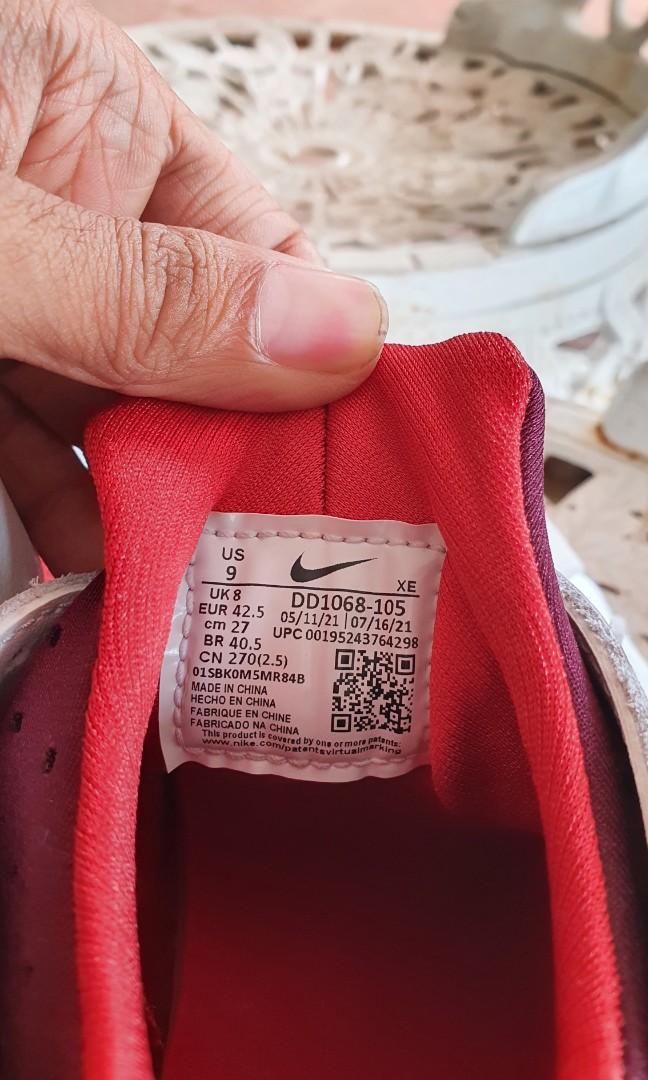 US
9
XE
UK 8
DD1068-105
EUR 42.5
05/11/21 | 07/16/21
cm 27
UPC 00195243764298
BR 40.5
CN 270(2.5)
01SBK0M5MR84B
MADE IN CHINA
HECHO EN CHINA
FABRIQUE EN CHINE
FABRICADO NA CHINA
This product is covered by one or more patents:
www.nike.com/patentsvirtualmarking